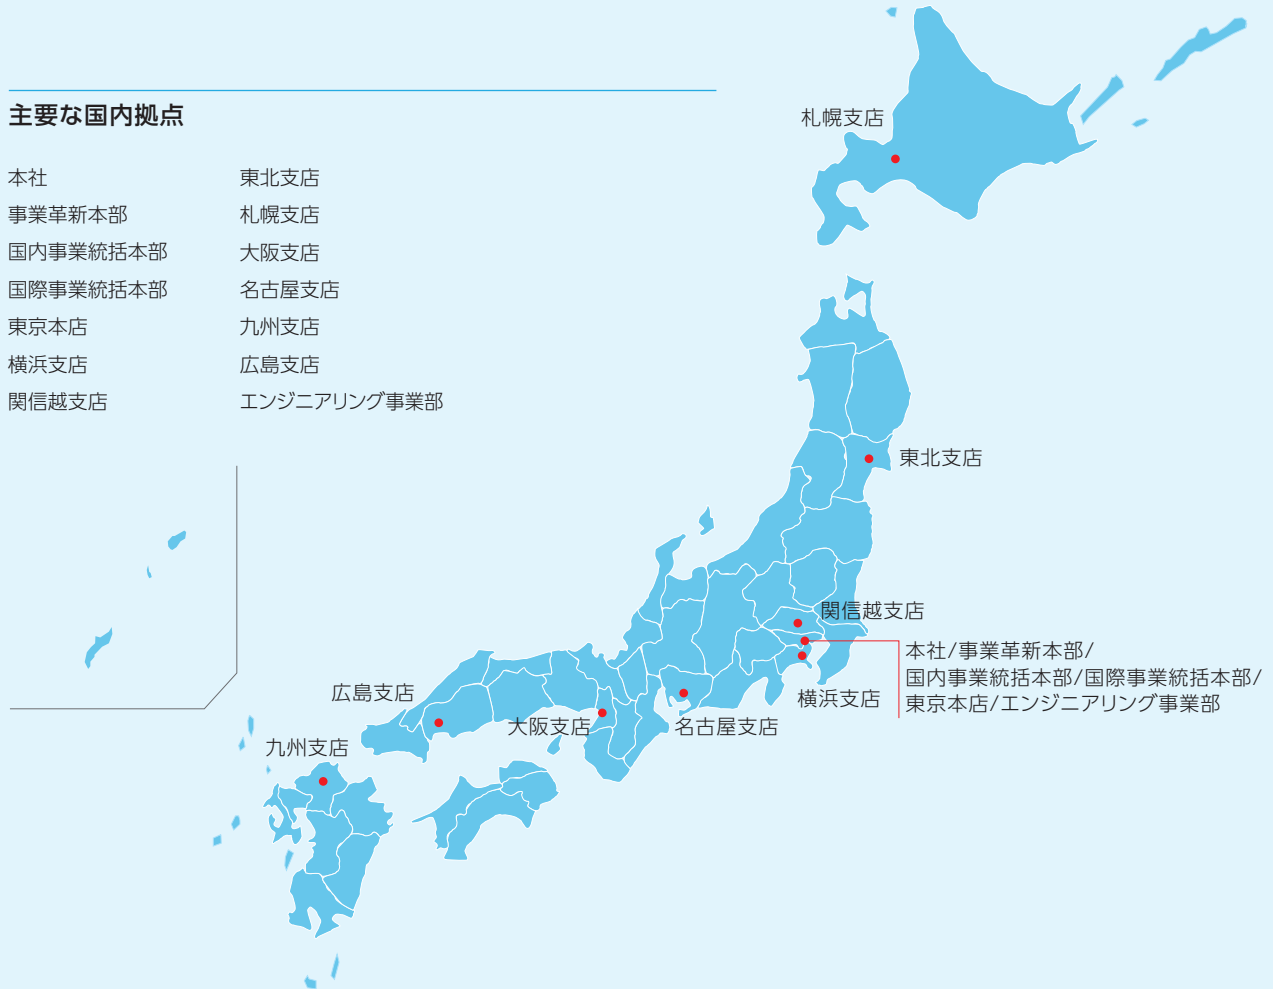 主要な国内拠点
本社
事業革新本部
国内事業統括本部
国際事業統括本部
東京本店
横浜支店
関信越支店
東北支店
札幌支店
大阪支店
名古屋支店
九州支店
広島支店
エンジニアリング事業部
札幌支店
東北支店
関信越支店
本社/事業革新本部/
国内事業統括本部/国際事業統括本部/
東京本店/エンジニアリング事業部
横浜支店
名古屋支店
大阪支店
広島支店
九州支店